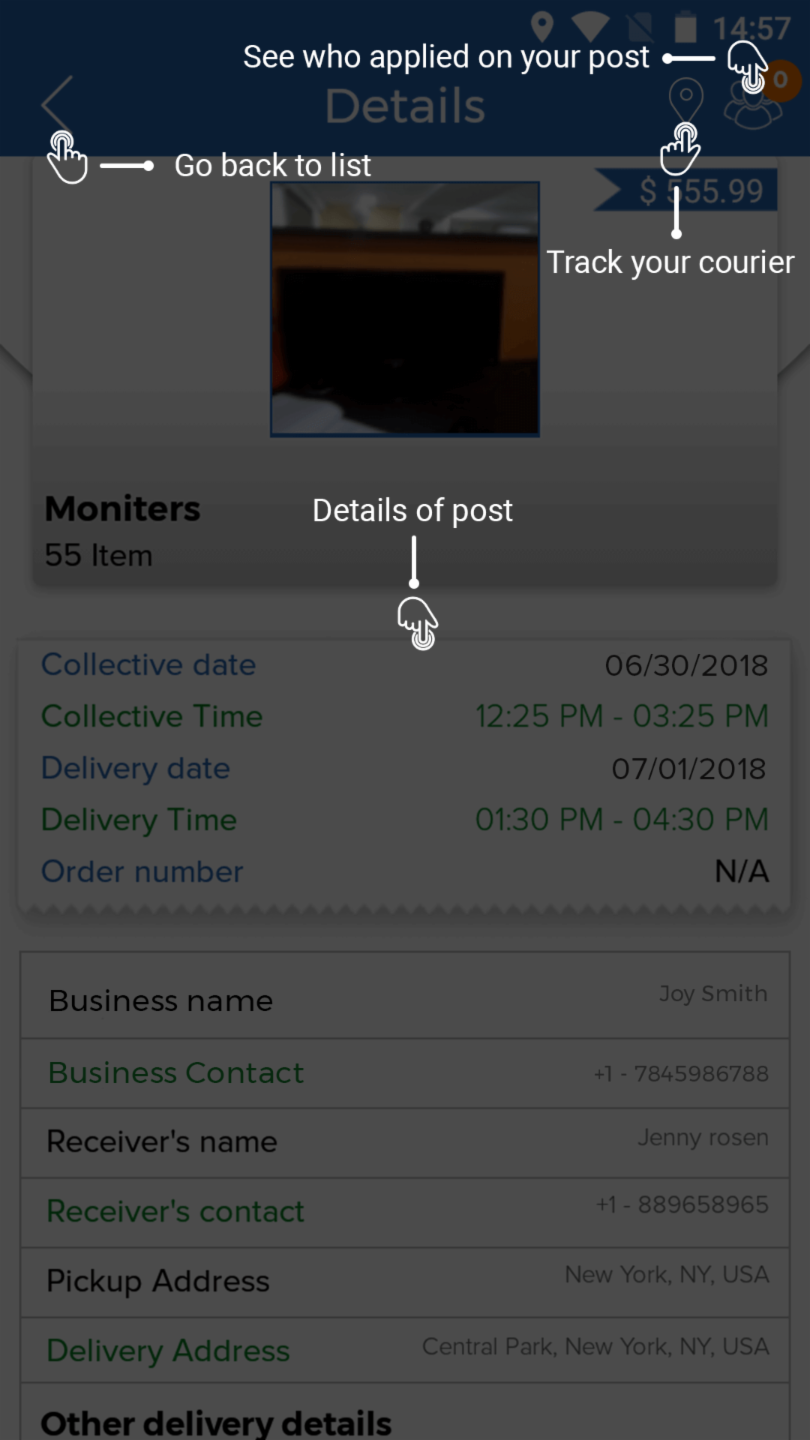 14:57
See who applied on your post
Details
0
Go back to list
$ 555.99
Track your courier
Moniters
55 Item
Details of post
Collective date 06/30/2018
Collective Time 12:25 PM - 03:25 PM
Delivery date 07/01/2018
Delivery Time 01:30 PM - 04:30 PM
Order number N/A
Business name Joy Smith
Business Contact +1 - 7845986788
Receiver's name Jenny rosen
Receiver's contact +1 - 889658965
Pickup Address New York, NY, USA
Delivery Address Central Park, New York, NY, USA
Other delivery details